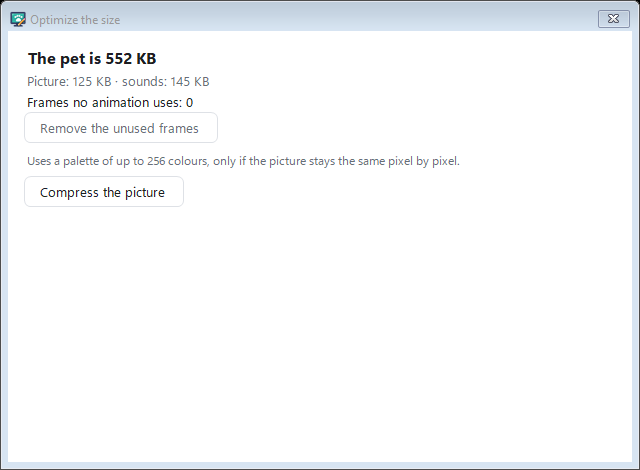 Optimize the size
The pet is 552 KB
Picture: 125 KB · sounds: 145 KB
Frames no animation uses: 0
Remove the unused frames
Uses a palette of up to 256 colours, only if the picture stays the same pixel by pixel.
Compress the picture